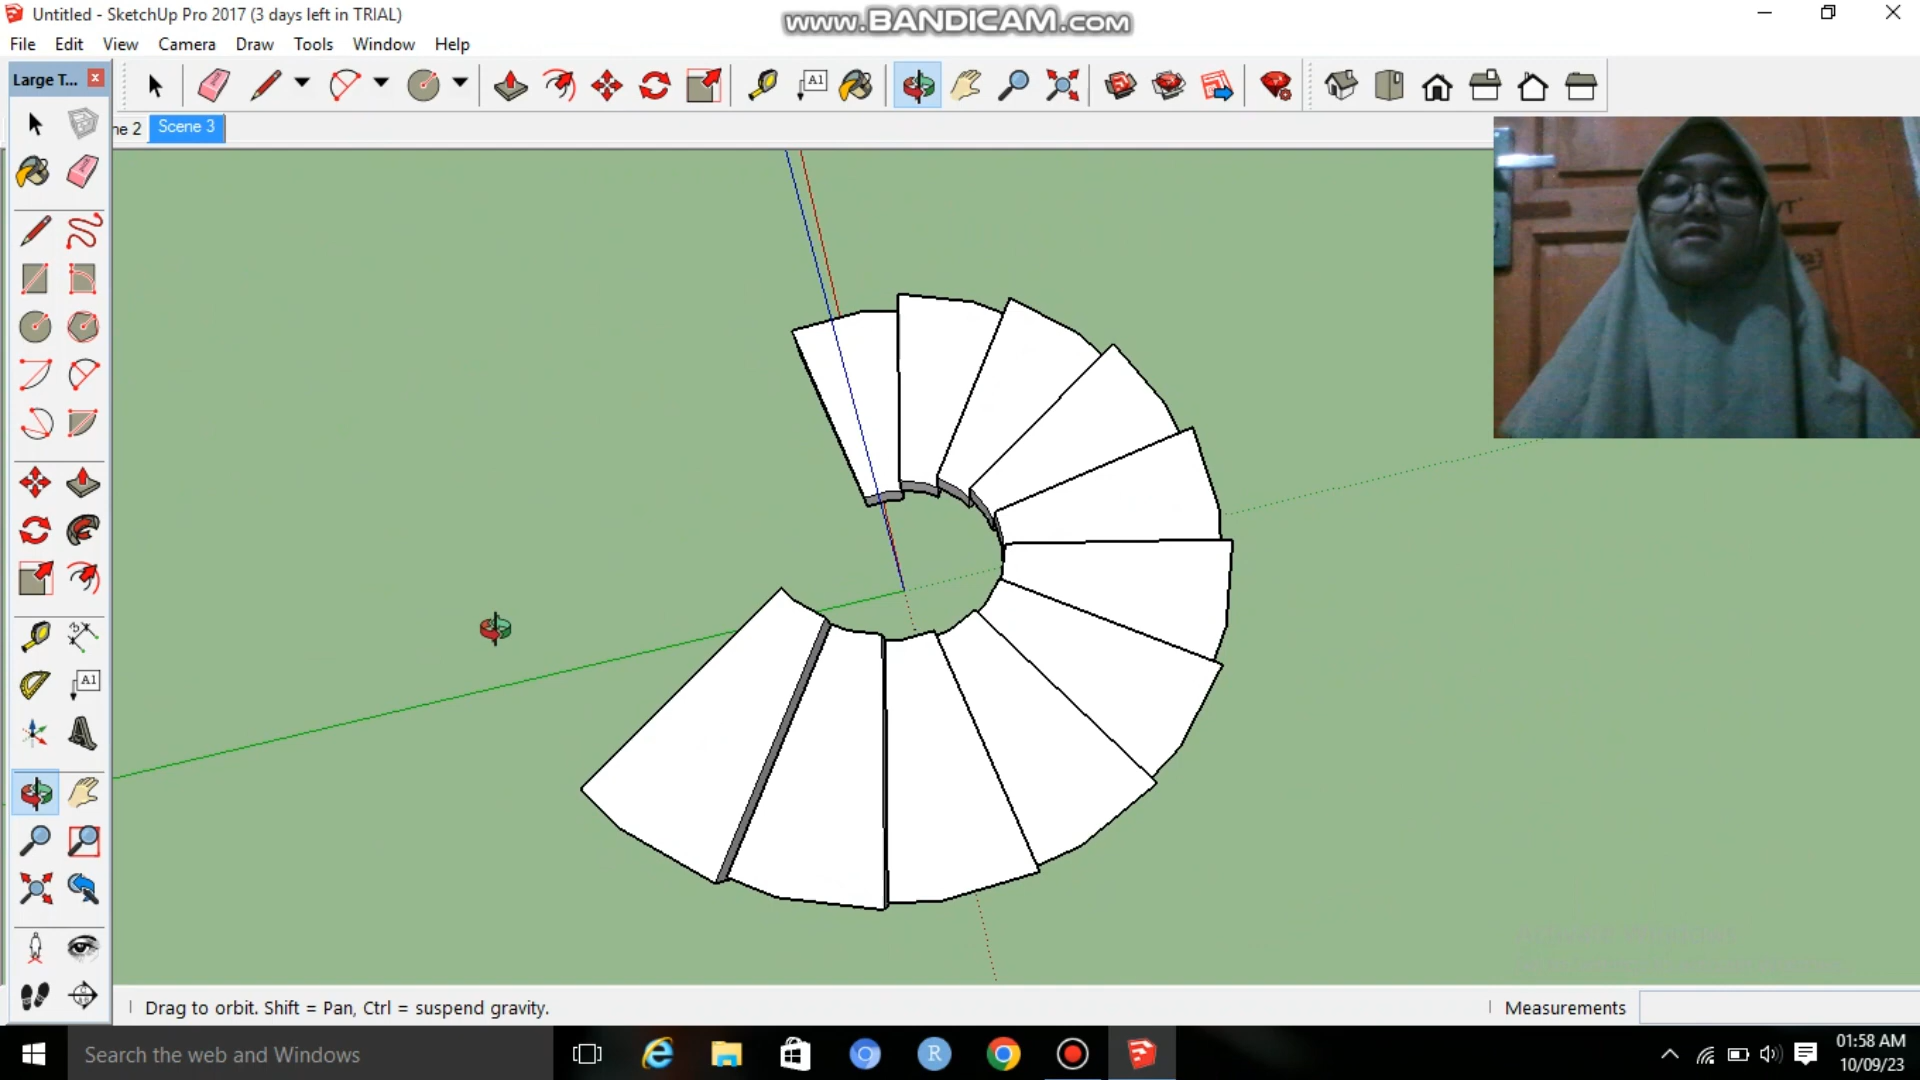 Untitled - SketchUp Pro 2017 (3 days left in TRIAL)
www.BANDICAM.com
File Edit View Camera Draw Tools Window Help
Large T...
A1
ne 2 Scene 3
A1
Drag to orbit. Shift = Pan, Ctrl = suspend gravity.
Measurements
Search the web and Windows
R
01:58 AM
10/09/23